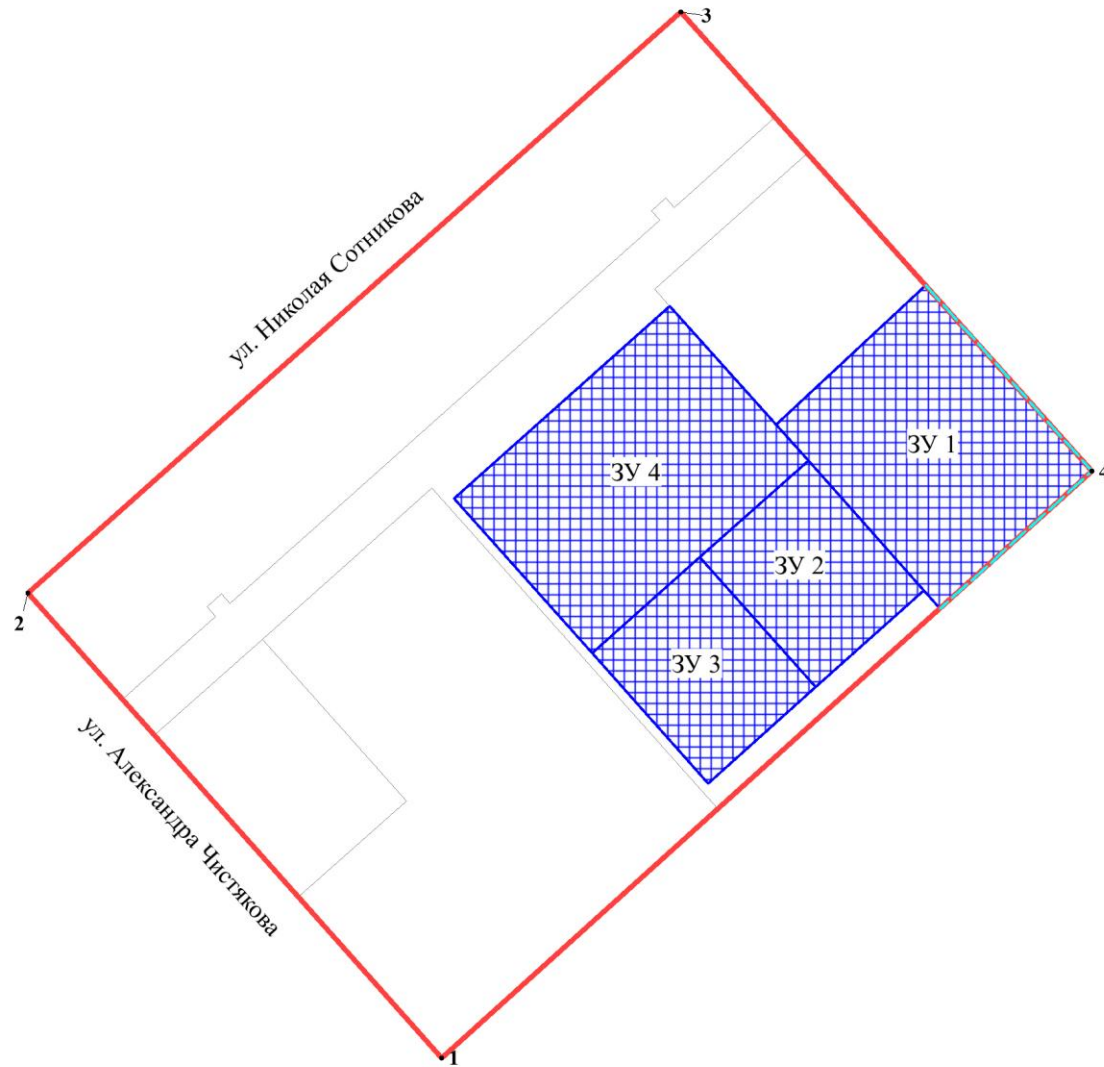 3
ул. Николая Сотникова
ЗУ 1
4
ЗУ 4
ЗУ 2
2
ЗУ 3
ул. Александра Чистякова
1